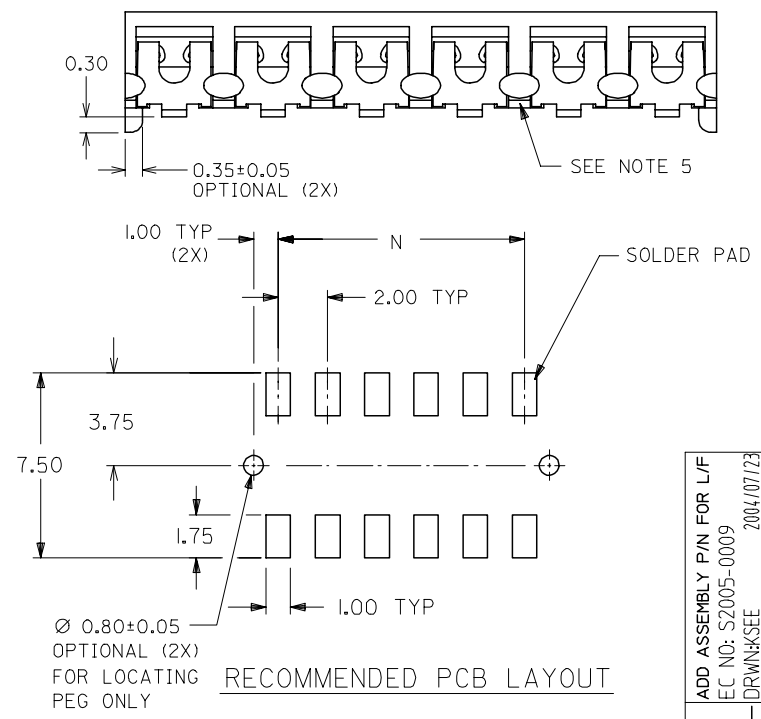 0.30
0.35±0.05
OPTIONAL (2X)
SEE NOTE 5
1.00 TYP
(2X)
N
SOLDER PAD
2.00 TYP
3.75
7.50
1.75
1.00 TYP
Ø 0.80±0.05
OPTIONAL (2X)
FOR LOCATING
PEG ONLY
RECOMMENDED PCB LAYOUT
ADD ASSEMBLY P/N FOR L/F
EC NO: S2005-0009
DRWN:KSEE 2004/07/23